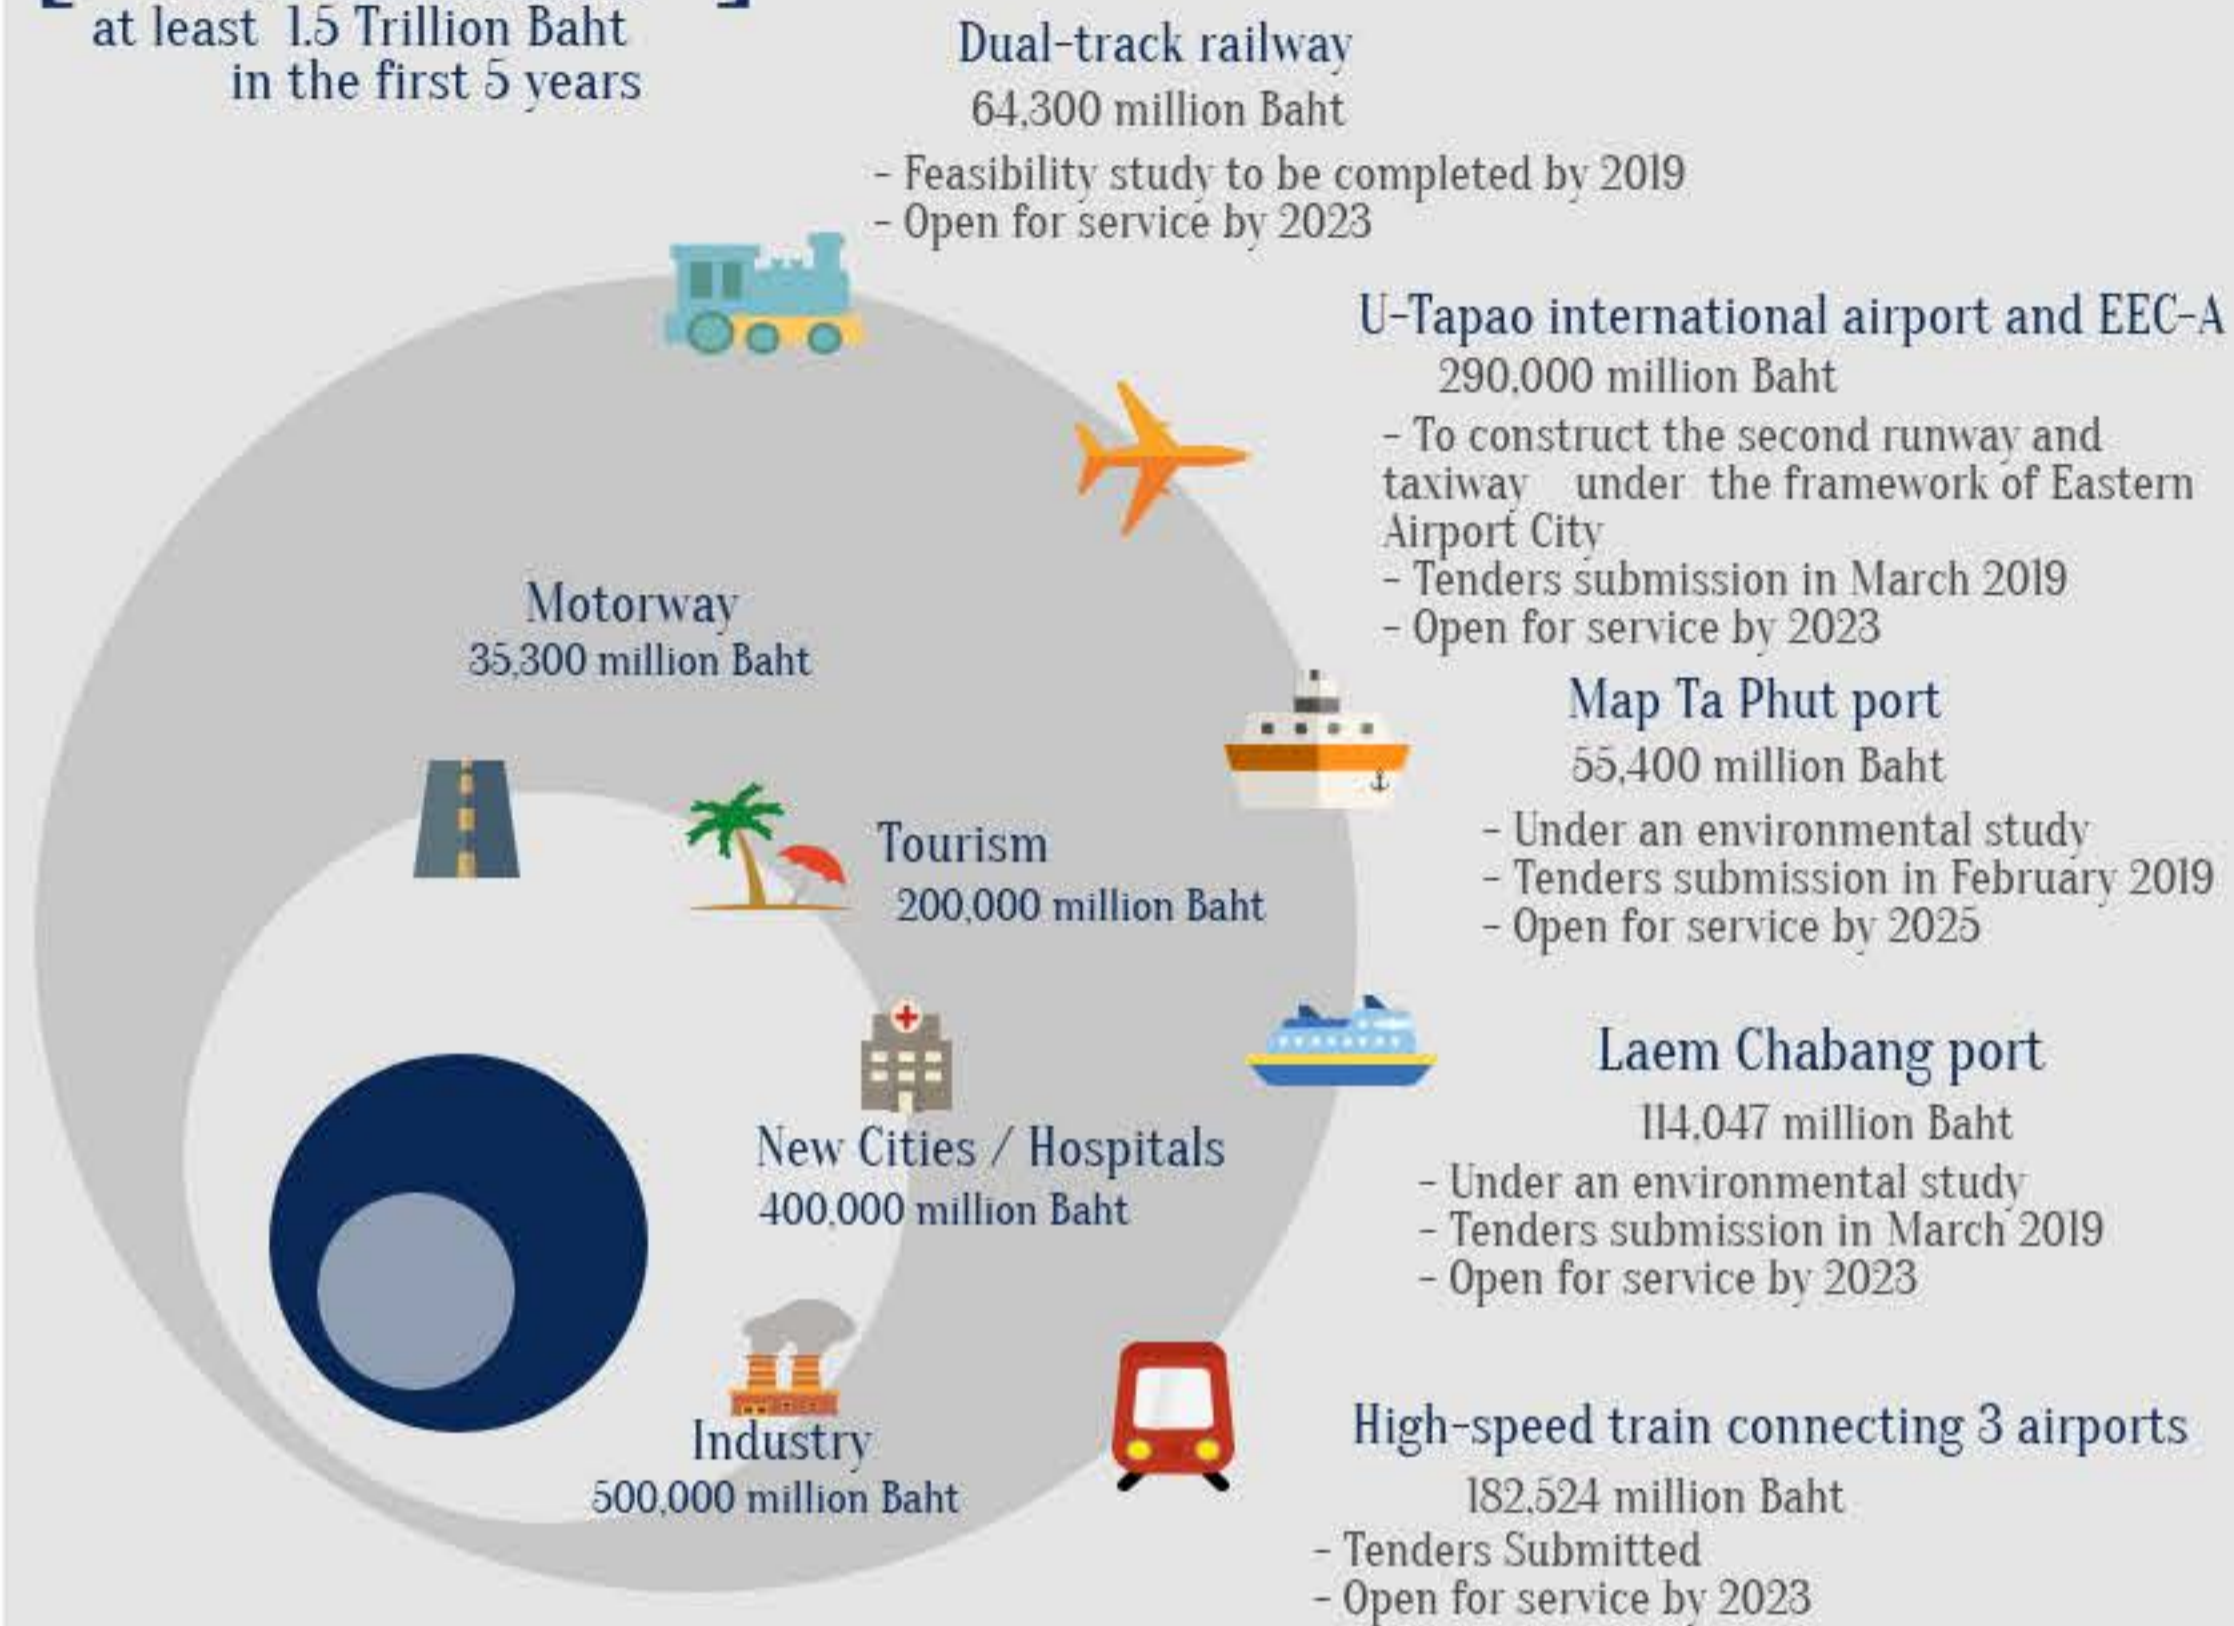 at least 1.5 Trillion Baht
in the first 5 years
Dual-track railway
64,300 million Baht
- Feasibility study to be completed by 2019
- Open for service by 2023
U-Tapao international airport and EEC-A
290,000 million Baht
- To construct the second runway and
taxiway under the framework of Eastern
Airport City
- Tenders submission in March 2019
- Open for service by 2023
Motorway
35,300 million Baht
Map Ta Phut port
55,400 million Baht
- Under an environmental study
- Tenders submission in February 2019
- Open for service by 2025
Tourism
200,000 million Baht
Laem Chabang port
114,047 million Baht
- Under an environmental study
- Tenders submission in March 2019
- Open for service by 2023
New Cities / Hospitals
400,000 million Baht
Industry
500,000 million Baht
High-speed train connecting 3 airports
182,524 million Baht
- Tenders Submitted
- Open for service by 2023